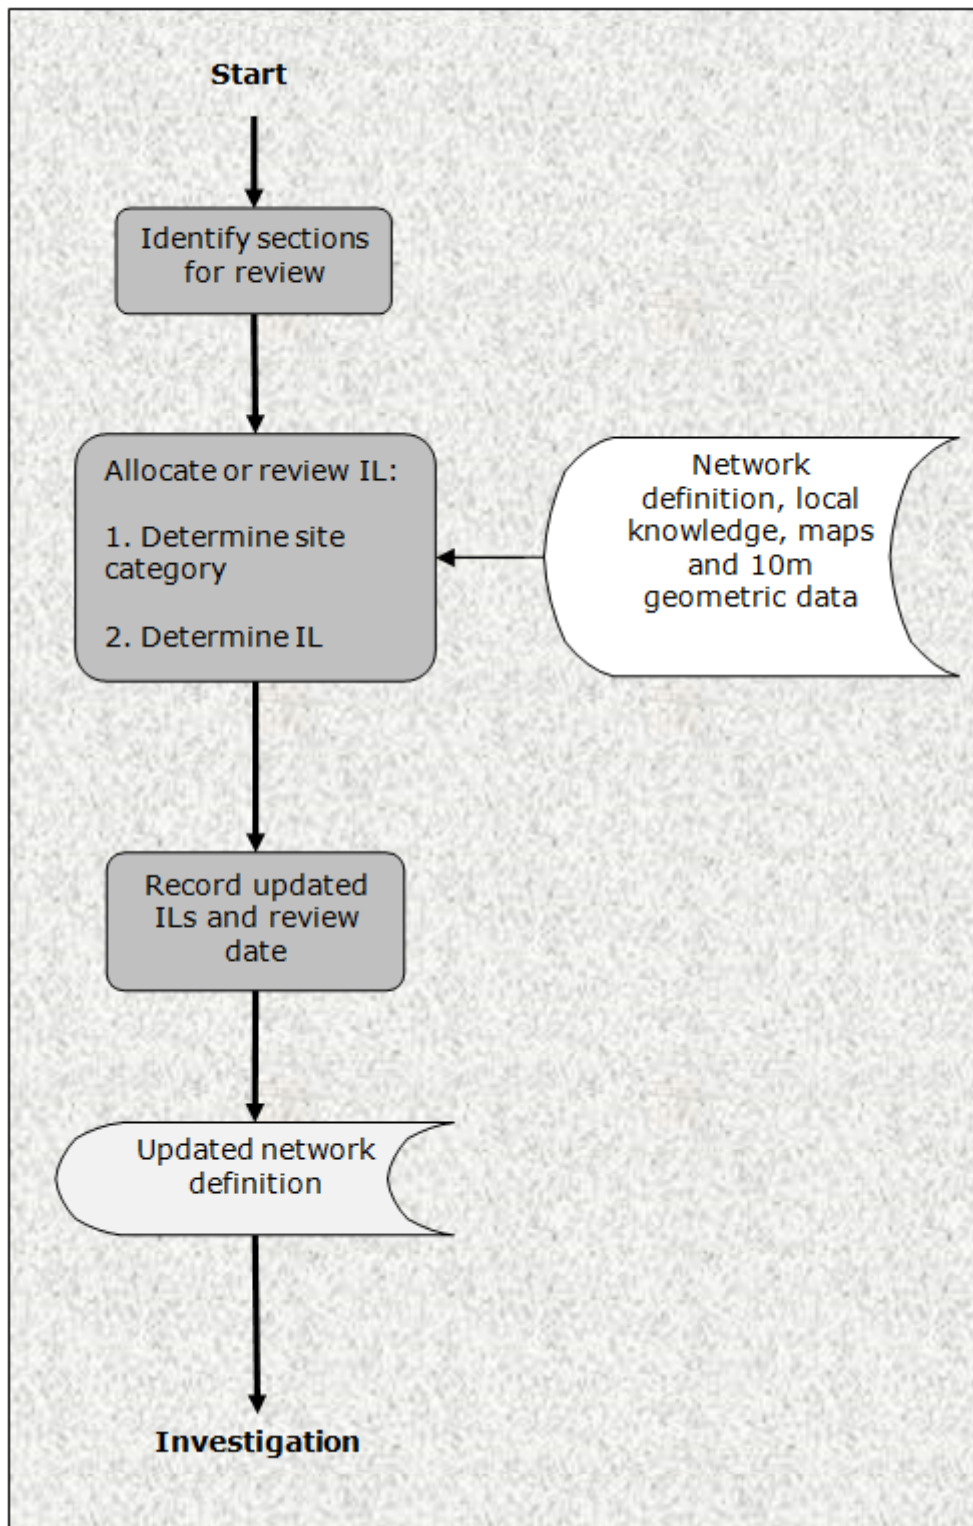 Start
Identify sections
for review
Allocate or review IL:
1. Determine site
category
2. Determine IL
Network
definition, local
knowledge, maps
and 10m
geometric data
Record updated
ILs and review
date
Updated network
definition
Investigation